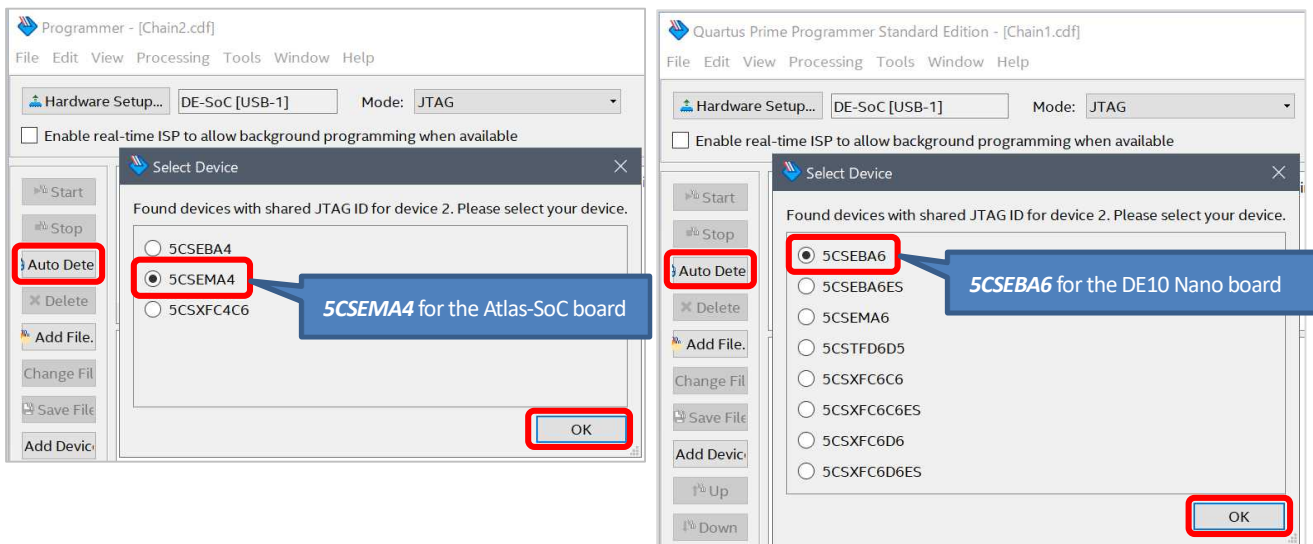 Programmer - [Chain2.cdf]
File Edit View Processing Tools Window Help
Hardware Setup... DE-SoC [USB-1] Mode: JTAG
Enable real-time ISP to allow background programming when available
Select Device
Found devices with shared JTAG ID for device 2. Please select your device.
5CSEBA4
5CSEMA4
5CSXFC4C6
5CSEMA4 for the Atlas-SoC board
OK
Start
Stop
Auto Dete
Delete
Add File.
Change Fil
Save File
Add Devic
Quartus Prime Programmer Standard Edition - [Chain1.cdf]
File Edit View Processing Tools Window Help
Hardware Setup... DE-SoC [USB-1] Mode: JTAG
Enable real-time ISP to allow background programming when available
Select Device
Found devices with shared JTAG ID for device 2. Please select your device.
5CSEBA6
5CSEBA6ES
5CSEMA6
5CSTFD6D5
5CSXFC6C6
5CSXFC6C6ES
5CSXFC6D6
5CSXFC6D6ES
5CSEBA6 for the DE10 Nano board
OK
Start
Stop
Auto Dete
Delete
Add File.
Change Fil
Save File
Add Devic
Up
Down